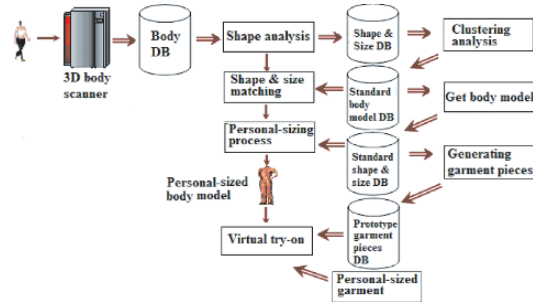 3D body
scanner
Body
DB
Shape analysis
Shape &
Size DB
Clustering
analysis
Shape & size
matching
Standard
body
model DB
Get body model
Personal-sizing
process
Standard
shape &
size DB
Generating
garment pieces
Personal-sized
body model
Prototype
garment
pieces
DB
Virtual try-on
Personal-sized
garment